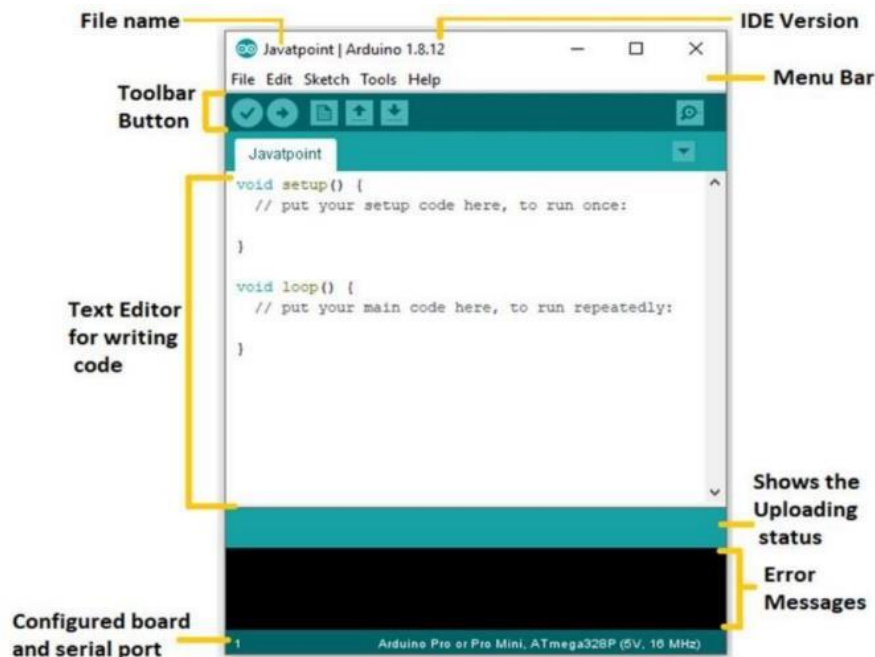 File name
IDE Version
Javatpoint | Arduino 1.8.12
File Edit Sketch Tools Help
Menu Bar
Toolbar
Button
Javatpoint
void setup() {
// put your setup code here, to run once:
}
void loop() {
// put your main code here, to run repeatedly:
}
Text Editor
for writing
code
Shows the
Uploading
status
Error
Messages
Configured board
and serial port
1
Arduino Pro or Pro Mini, ATmega328P (5V, 16 MHz)